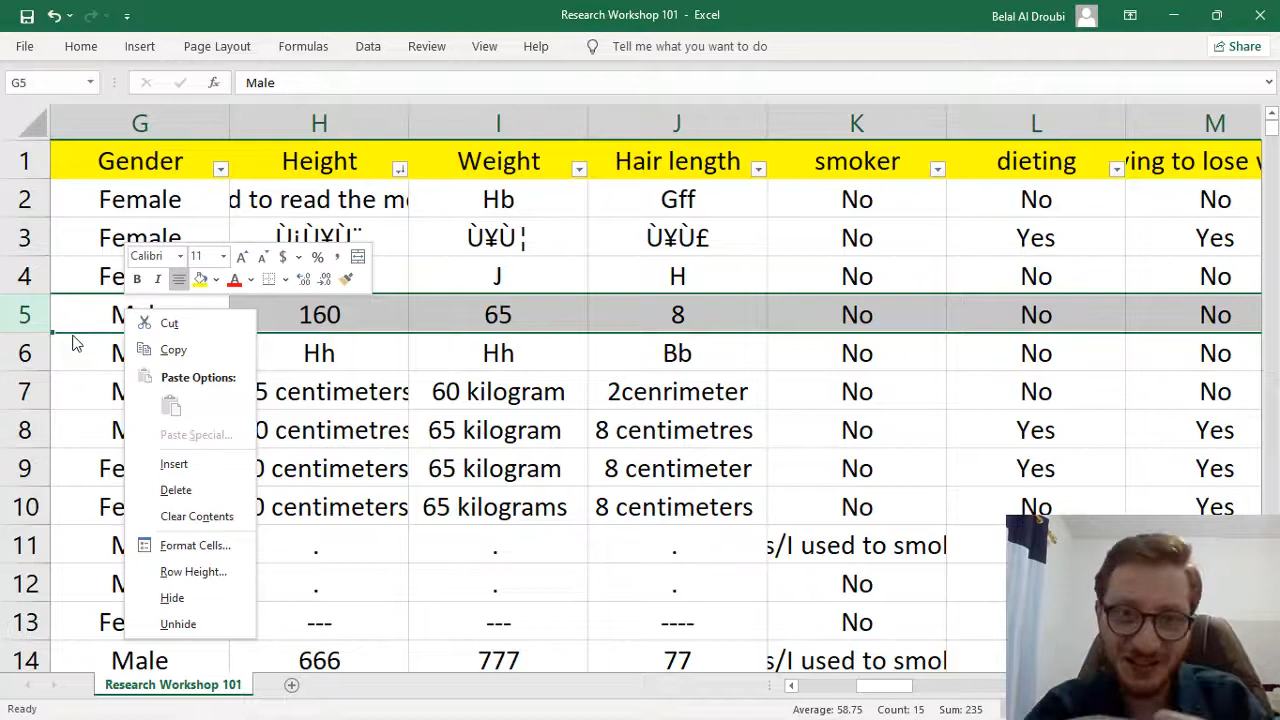 Research Workshop 101 - Excel
Belal Al Droubi
File Home Insert Page Layout Formulas Data Review View Help Tell me what you want to do Share
G5 fx Male
G H I J K L M
1 Gender Height Weight Hair length smoker dieting ying to lose w
2 Female d to read the me Hb Gff No No No
3 Female Ù¡Ù¥Ù¨ Ù¥Ù¦ Ù¥Ù£ No Yes Yes
Calibri 11 $ % ,
B I A
4 Fe J H No No No
5 M 160 65 8 No No No
Cut
6 M Hh Hh Bb No No No
Copy
Paste Options:
7 M 5 centimeters 60 kilogram 2cenrimeter No No No
8 M 0 centimetres 65 kilogram 8 centimetres No Yes Yes
Paste Special...
9 Fe 0 centimeters 65 kilogram 8 centimeter No Yes Yes
Insert
Delete
10 Fe 0 centimeters 65 kilograms 8 centimeters No No Yes
Clear Contents
11 M . . . s/I used to smol
Format Cells...
Row Height...
12 M . . . No
Hide
13 Fe --- --- ---- No
Unhide
14 Male 666 777 77 s/I used to smol
Research Workshop 101
Ready Average: 58.75 Count: 15 Sum: 235